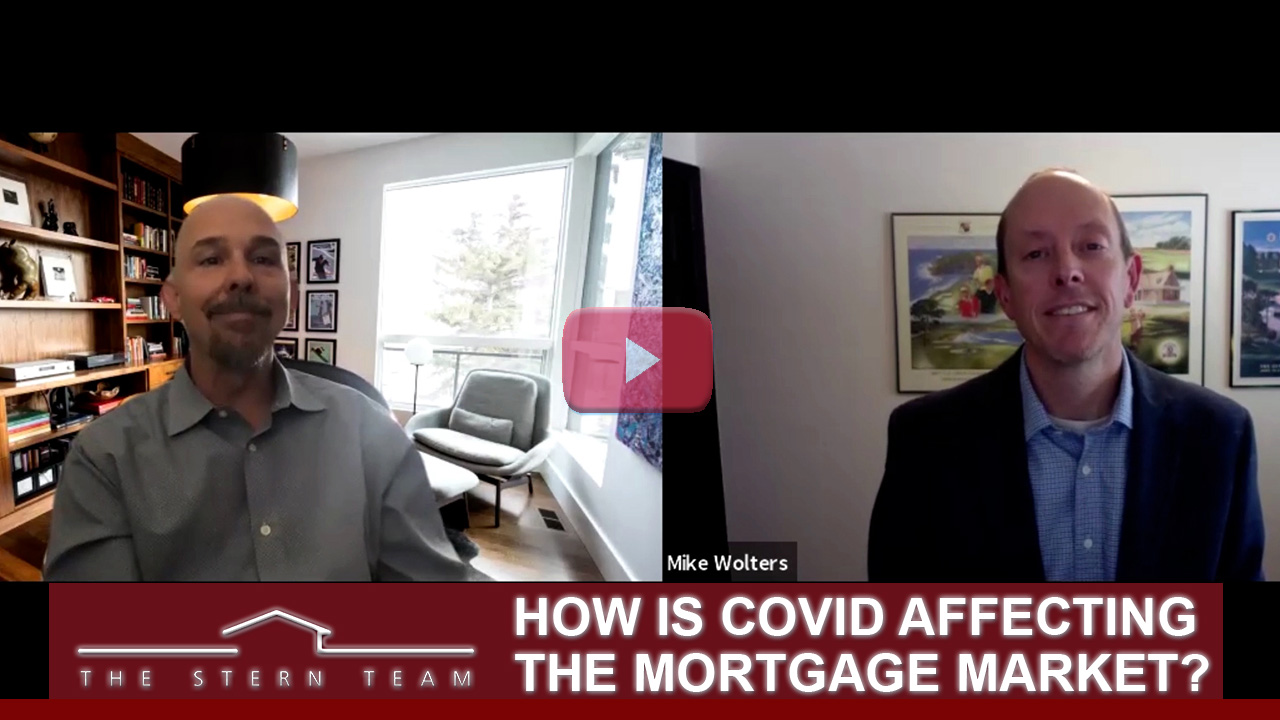 Mike Wolters
THE STERN TEAM
HOW IS COVID AFFECTING
THE MORTGAGE MARKET?